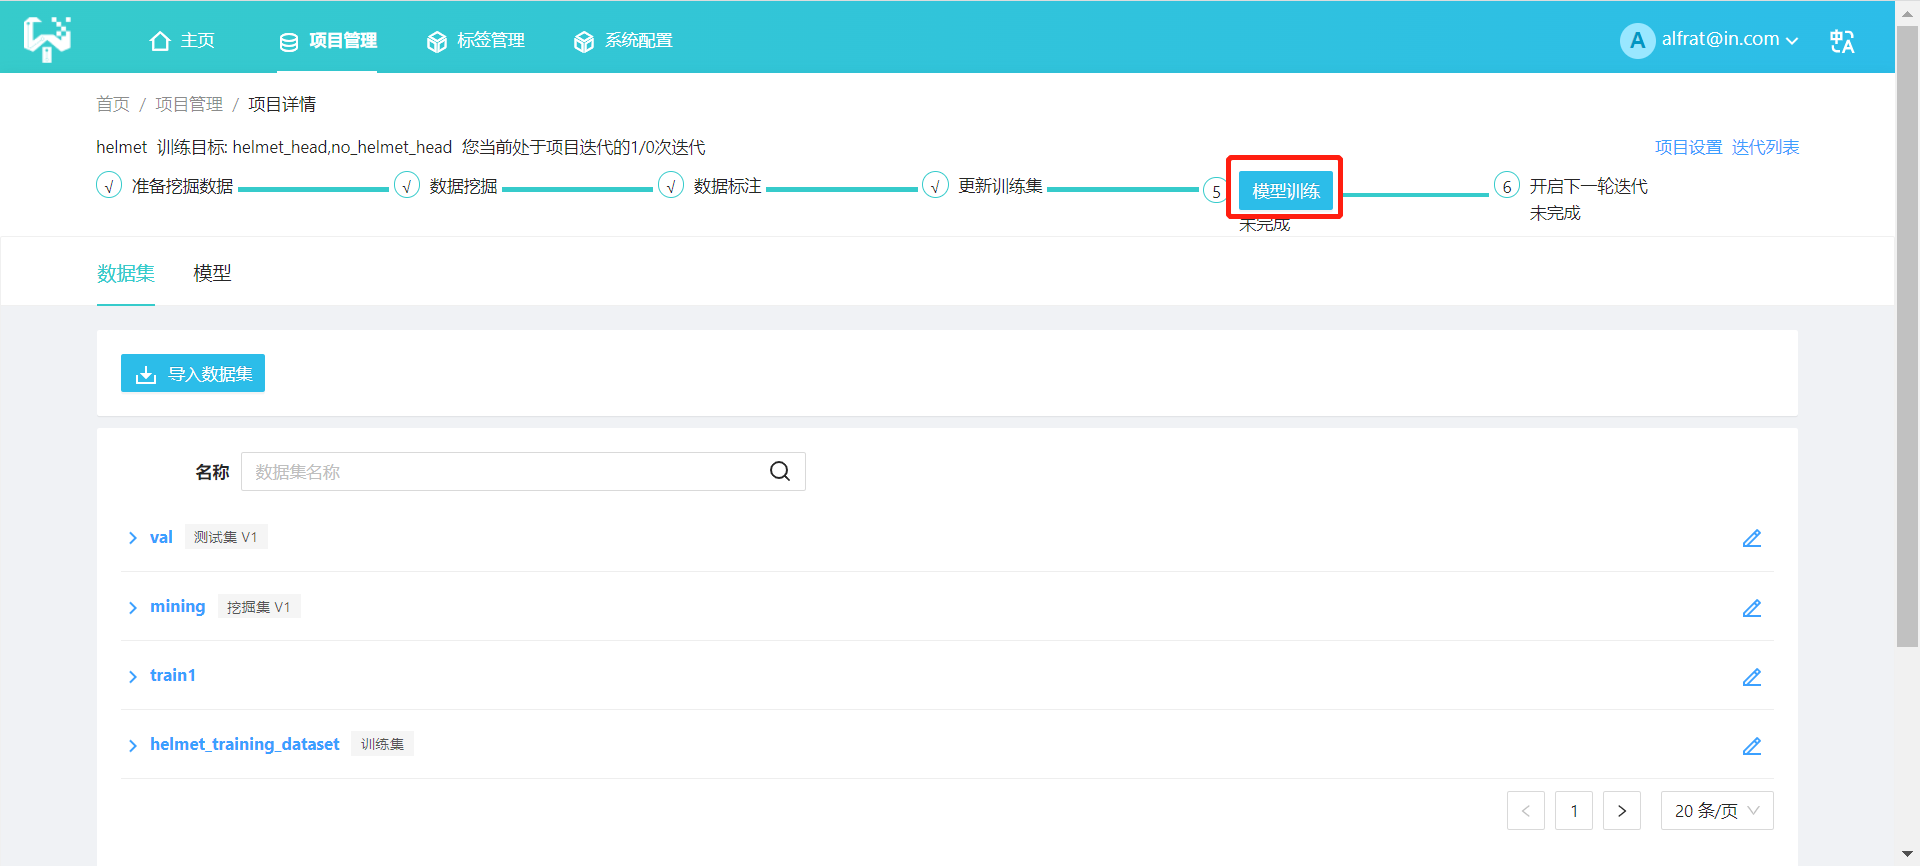 主页 项目管理 标签管理 系统配置 A alfrat@in.com 中A
首页 / 项目管理 / 项目详情
helmet 训练目标: helmet_head,no_helmet_head 您当前处于项目迭代的1/0次迭代 项目设置 迭代列表
√ 准备挖掘数据 √ 数据挖掘 √ 数据标注 √ 更新训练集 5 模型训练 6 开启下一轮迭代
未完成 未完成
数据集 模型
导入数据集
名称 数据集名称
val 测试集 V1
mining 挖掘集 V1
train1
helmet_training_dataset 训练集
< 1 > 20 条/页